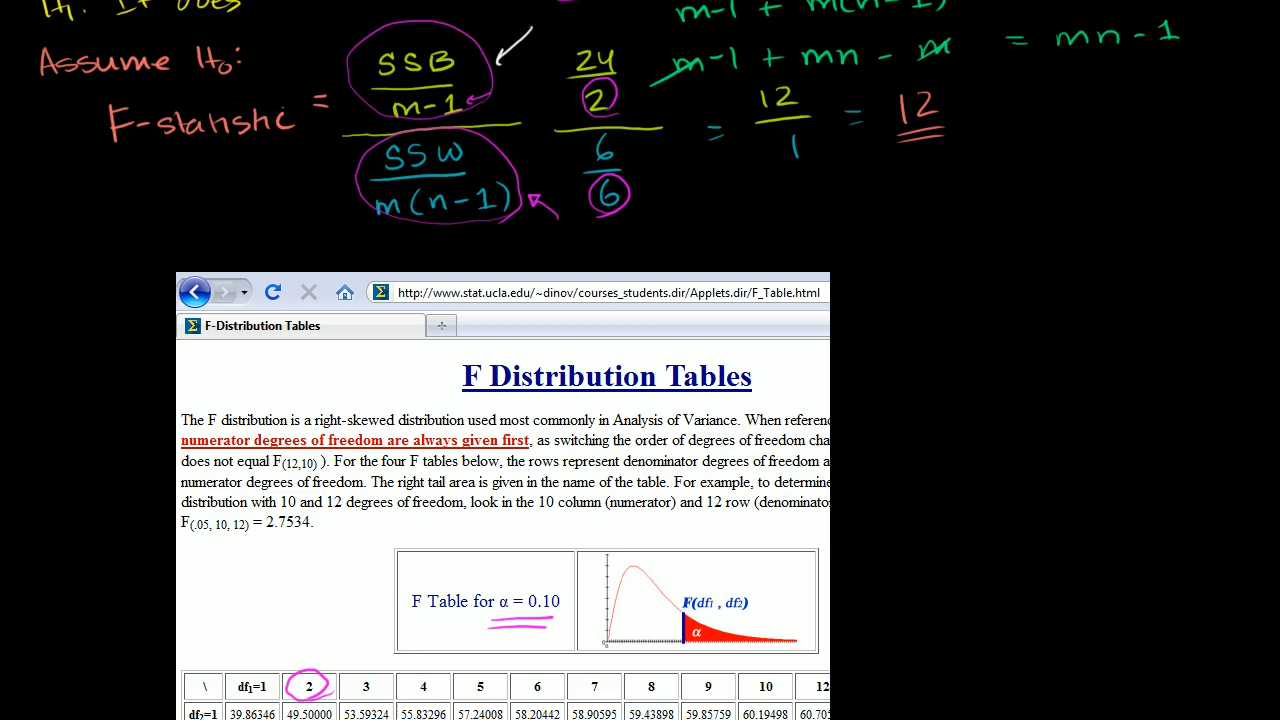 H₁: It does
m-1 + m(n-1)
Assume H₀:
SSB
24
m-1 + mn - m = mn - 1
F-statistic = m-1 2 = 12 = 12
SSW 6 1
m(n-1) 6
http://www.stat.ucla.edu/~dinov/courses_students.dir/Applets.dir/F_Table.html
F-Distribution Tables
F Distribution Tables
The F distribution is a right-skewed distribution used most commonly in Analysis of Variance. When
numerator degrees of freedom are always given first, as switching the order of degrees of freedom
does not equal F(12,10) ). For the four F tables below, the rows represent denominator degrees of freedom
numerator degrees of freedom. The right tail area is given in the name of the table. For example, to determine
distribution with 10 and 12 degrees of freedom, look in the 10 column (numerator) and 12 row
F(.05, 10, 12) = 2.7534.
F Table for α = 0.10
F(df1 , df2)
α
\ df1=1 2 3 4 5 6 7 8 9 10 12
df2=1 39.86346 49.50000 53.59324 55.83296 57.24008 58.20442 58.90595 59.43898 59.85759 60.19498